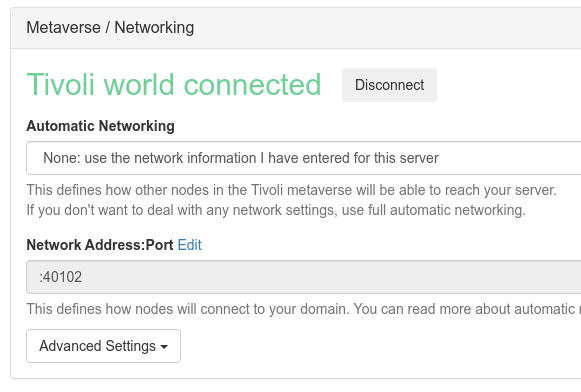 Metaverse / Networking
Tivoli world connected Disconnect
Automatic Networking
None: use the network information I have entered for this server
This defines how other nodes in the Tivoli metaverse will be able to reach your server.
If you don't want to deal with any network settings, use full automatic networking.
Network Address:Port Edit
:40102
This defines how nodes will connect to your domain. You can read more about automatic
Advanced Settings